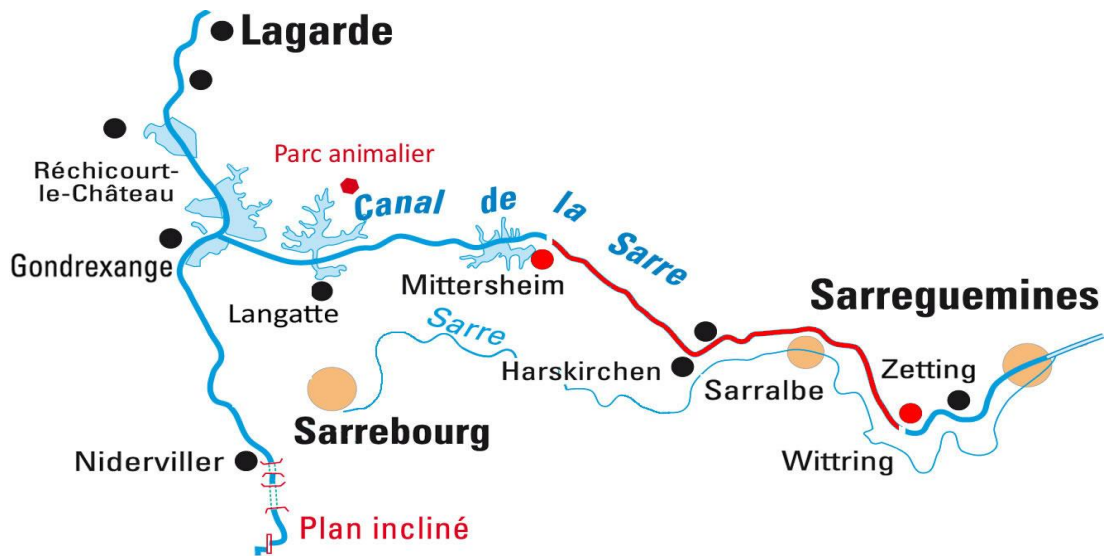 Lagarde
Réchicourt-
le-Château
Parc animalier
Canal de la Sarre
Gondrexange
Mittersheim
Langatte
Sarreguemines
Sarre
Harskirchen
Zetting
Sarralbe
Sarrebourg
Niderviller
Wittring
Plan incliné